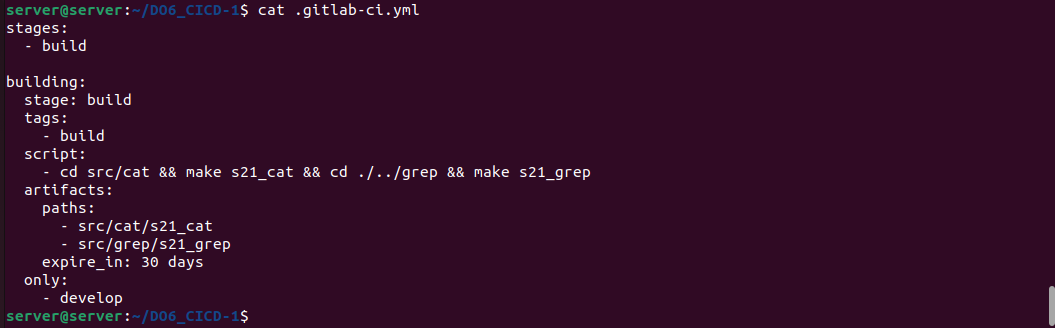 server@server:~/DO6_CICD-1$ cat .gitlab-ci.yml
stages:
  - build

building:
  stage: build
  tags:
    - build
  script:
    - cd src/cat && make s21_cat && cd ./../grep && make s21_grep
  artifacts:
    paths:
      - src/cat/s21_cat
      - src/grep/s21_grep
    expire_in: 30 days
  only:
    - develop
server@server:~/DO6_CICD-1$